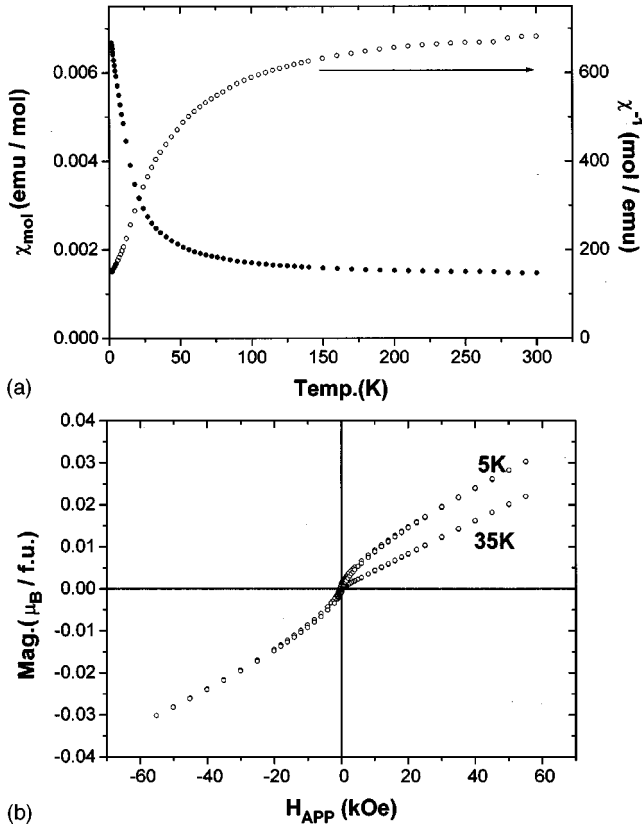 0.006
0.004
0.002
0.000
χmol (emu / mol)
600
400
200
0
χ⁻¹ (mol / emu)
0 50 100 150 200 250 300
Temp.(K)
(a)
0.04
0.03
0.02
0.01
0.00
-0.01
-0.02
-0.03
-0.04
Mag.(μB / f.u.)
5K
35K
-60 -40 -20 0 20 40 60
HAPP (kOe)
(b)